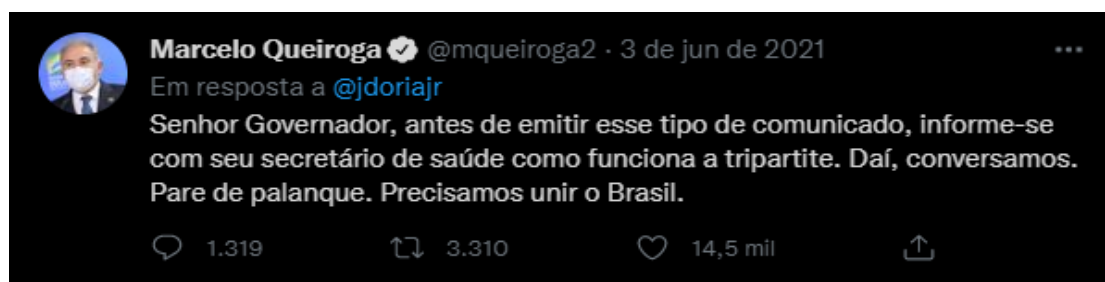 Marcelo Queiroga @mqueiroga2 · 3 de jun de 2021
Em resposta a @jdoriajr
Senhor Governador, antes de emitir esse tipo de comunicado, informe-se
com seu secretário de saúde como funciona a tripartite. Daí, conversamos.
Pare de palanque. Precisamos unir o Brasil.
1.319 3.310 14,5 mil